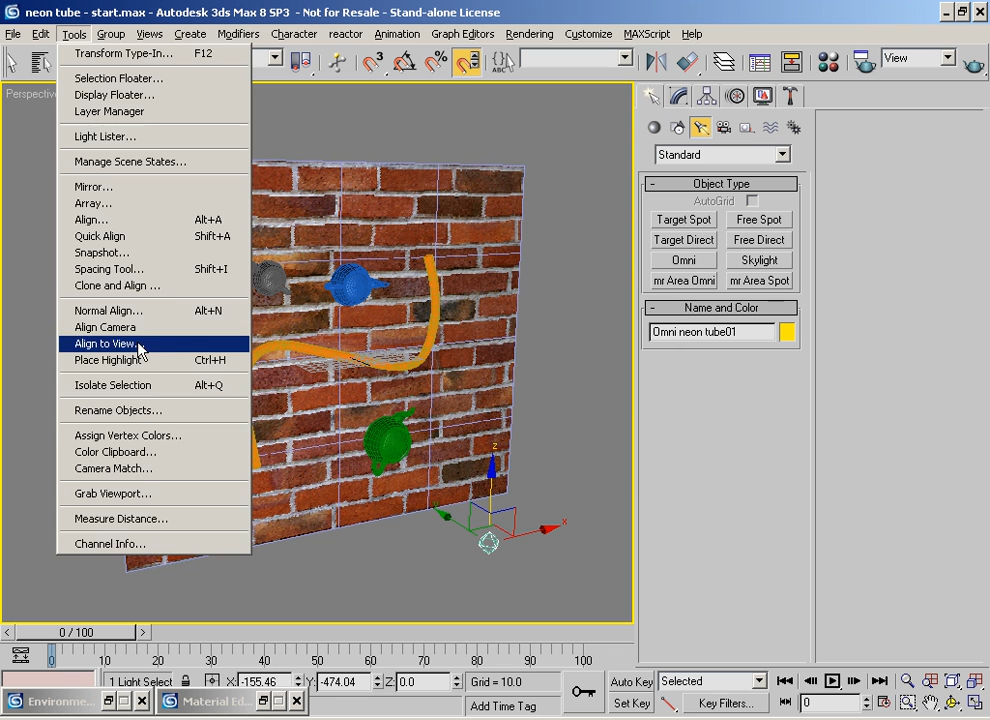 neon tube - start.max - Autodesk 3ds Max 8 SP3 - Not for Resale - Stand-alone License
File Edit Tools Group Views Create Modifiers Character reactor Animation Graph Editors Rendering Customize MAXScript Help
View
Perspective
Transform Type-In... F12
Selection Floater...
Display Floater...
Layer Manager
Light Lister...
Manage Scene States...
Mirror...
Array...
Align... Alt+A
Quick Align Shift+A
Snapshot...
Spacing Tool... Shift+I
Clone and Align ...
Normal Align... Alt+N
Align Camera
Align to View...
Place Highlight Ctrl+H
Isolate Selection Alt+Q
Rename Objects...
Assign Vertex Colors...
Color Clipboard...
Camera Match...
Grab Viewport...
Measure Distance...
Channel Info...
z
x
Standard
- Object Type
AutoGrid
Target Spot Free Spot
Target Direct Free Direct
Omni Skylight
mr Area Omni mr Area Spot
- Name and Color
Omni neon tube01
< 0 / 100 >
0 10 20 30 40 50 60 70 80 90 100
1 Light Select X: -155.46 Y: -474.04 Z: 0.0 Grid = 10.0 Auto Key Selected
Environme... Material Ed... Add Time Tag Set Key Key Filters... 0